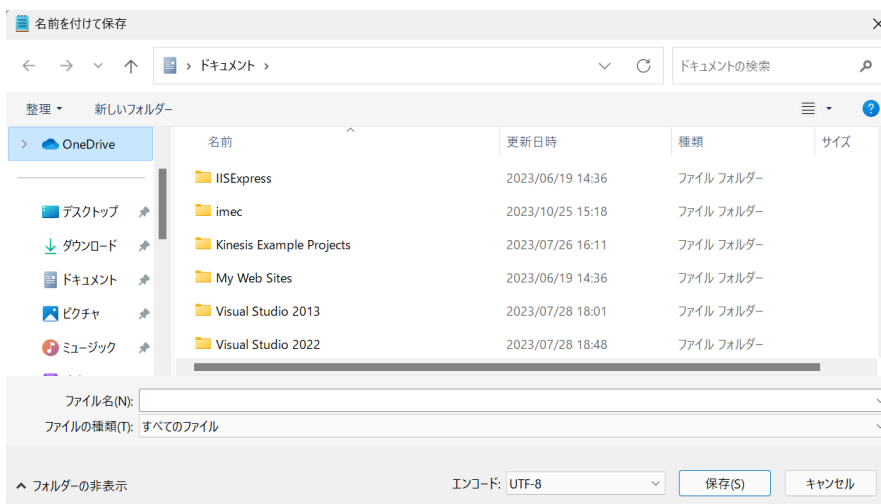 名前を付けて保存
ドキュメント
ドキュメントの検索
整理 新しいフォルダー
OneDrive
デスクトップ
ダウンロード
ドキュメント
ピクチャ
ミュージック
名前 更新日時 種類 サイズ
IISExpress 2023/06/19 14:36 ファイル フォルダー
imec 2023/10/25 15:18 ファイル フォルダー
Kinesis Example Projects 2023/07/26 16:11 ファイル フォルダー
My Web Sites 2023/06/19 14:36 ファイル フォルダー
Visual Studio 2013 2023/07/28 18:01 ファイル フォルダー
Visual Studio 2022 2023/07/28 18:48 ファイル フォルダー
ファイル名(N):
ファイルの種類(T): すべてのファイル
フォルダーの非表示 エンコード: UTF-8 保存(S) キャンセル